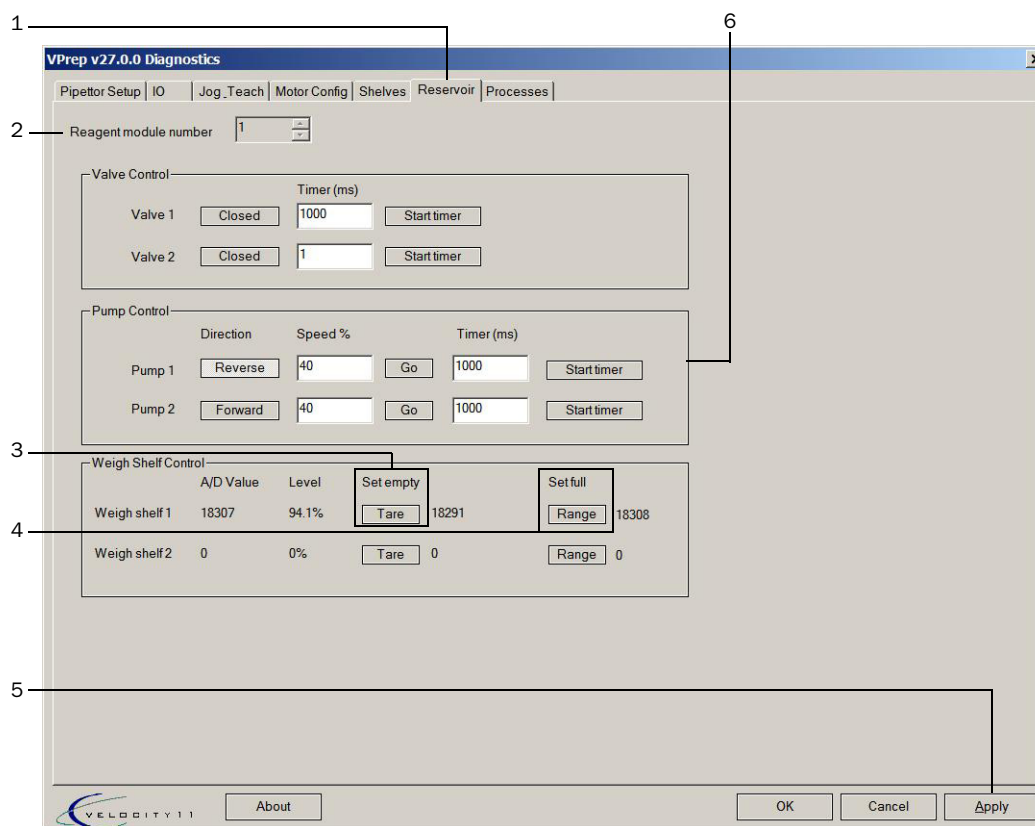 1
6
VPrep v27.0.0 Diagnostics
Pipettor Setup IO Jog_Teach Motor Config Shelves Reservoir Processes
2
Reagent module number 1
Valve Control
Timer (ms)
Valve 1 Closed 1000 Start timer
Valve 2 Closed 1 Start timer
Pump Control
Direction Speed % Timer (ms)
Pump 1 Reverse 40 Go 1000 Start timer
Pump 2 Forward 40 Go 1000 Start timer
3
Weigh Shelf Control
A/D Value Level Set empty Set full
Weigh shelf 1 18307 94.1% Tare 18291 Range 18308
4
Weigh shelf 2 0 0% Tare 0 Range 0
5
VELOCITY11 About OK Cancel Apply